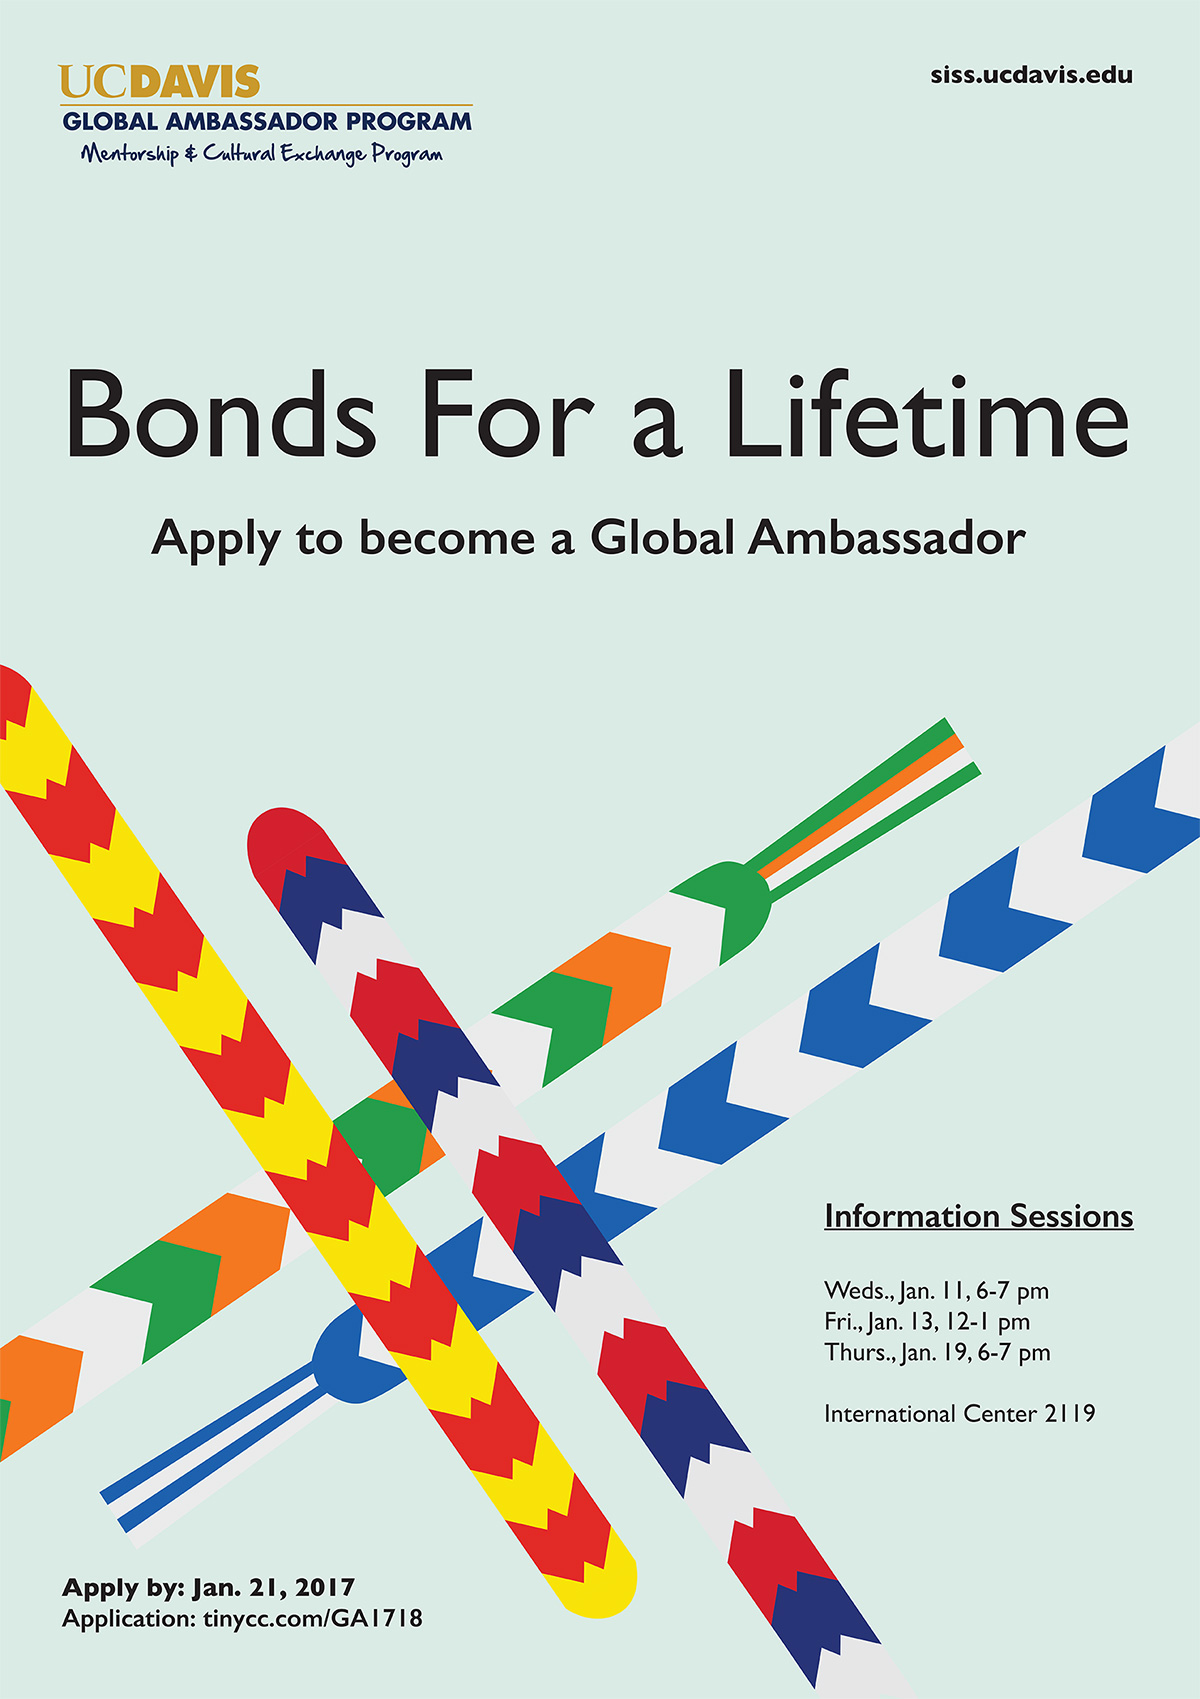 UCDAVIS
GLOBAL AMBASSADOR PROGRAM
Mentorship & Cultural Exchange Program
siss.ucdavis.edu
Bonds For a Lifetime
Apply to become a Global Ambassador
Information Sessions
Weds., Jan. 11, 6-7 pm
Fri., Jan. 13, 12-1 pm
Thurs., Jan. 19, 6-7 pm
International Center 2119
Apply by: Jan. 21, 2017
Application: tinycc.com/GA1718